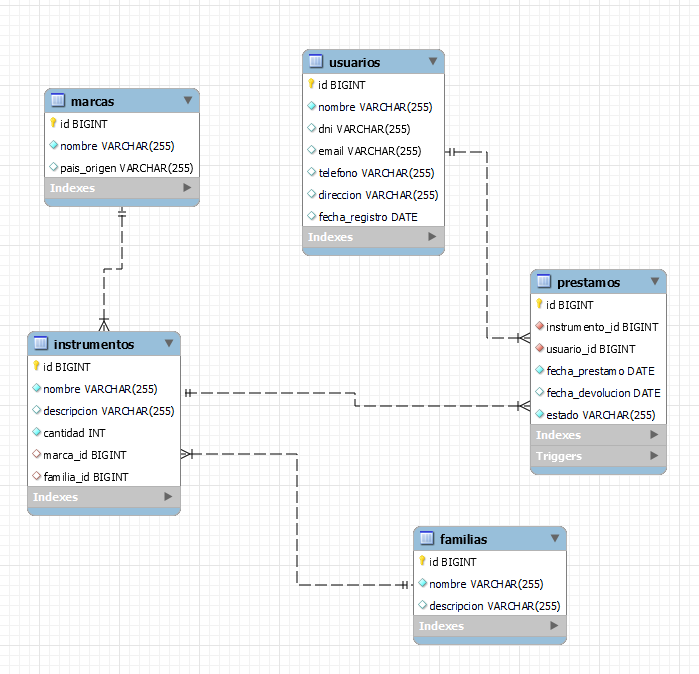 marcas
id BIGINT
nombre VARCHAR(255)
pais_origen VARCHAR(255)
Indexes
usuarios
id BIGINT
nombre VARCHAR(255)
dni VARCHAR(255)
email VARCHAR(255)
telefono VARCHAR(255)
direccion VARCHAR(255)
fecha_registro DATE
Indexes
prestamos
id BIGINT
instrumento_id BIGINT
usuario_id BIGINT
fecha_prestamo DATE
fecha_devolucion DATE
estado VARCHAR(255)
Indexes
Triggers
instrumentos
id BIGINT
nombre VARCHAR(255)
descripcion VARCHAR(255)
cantidad INT
marca_id BIGINT
familia_id BIGINT
Indexes
familias
id BIGINT
nombre VARCHAR(255)
descripcion VARCHAR(255)
Indexes